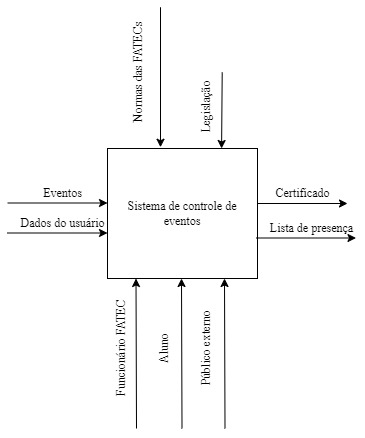 Normas das FATECs
Legislação
Eventos
Dados do usuário
Sistema de controle de
eventos
Certificado
Lista de presença
Funcionário FATEC
Aluno
Público externo